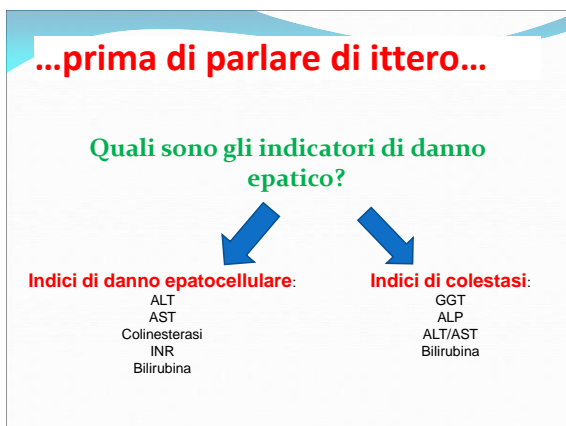 ...prima di parlare di ittero...
Quali sono gli indicatori di danno
epatico?
Indici di danno epatocellulare:
ALT
AST
Colinesterasi
INR
Bilirubina
Indici di colestasi:
GGT
ALP
ALT/AST
Bilirubina